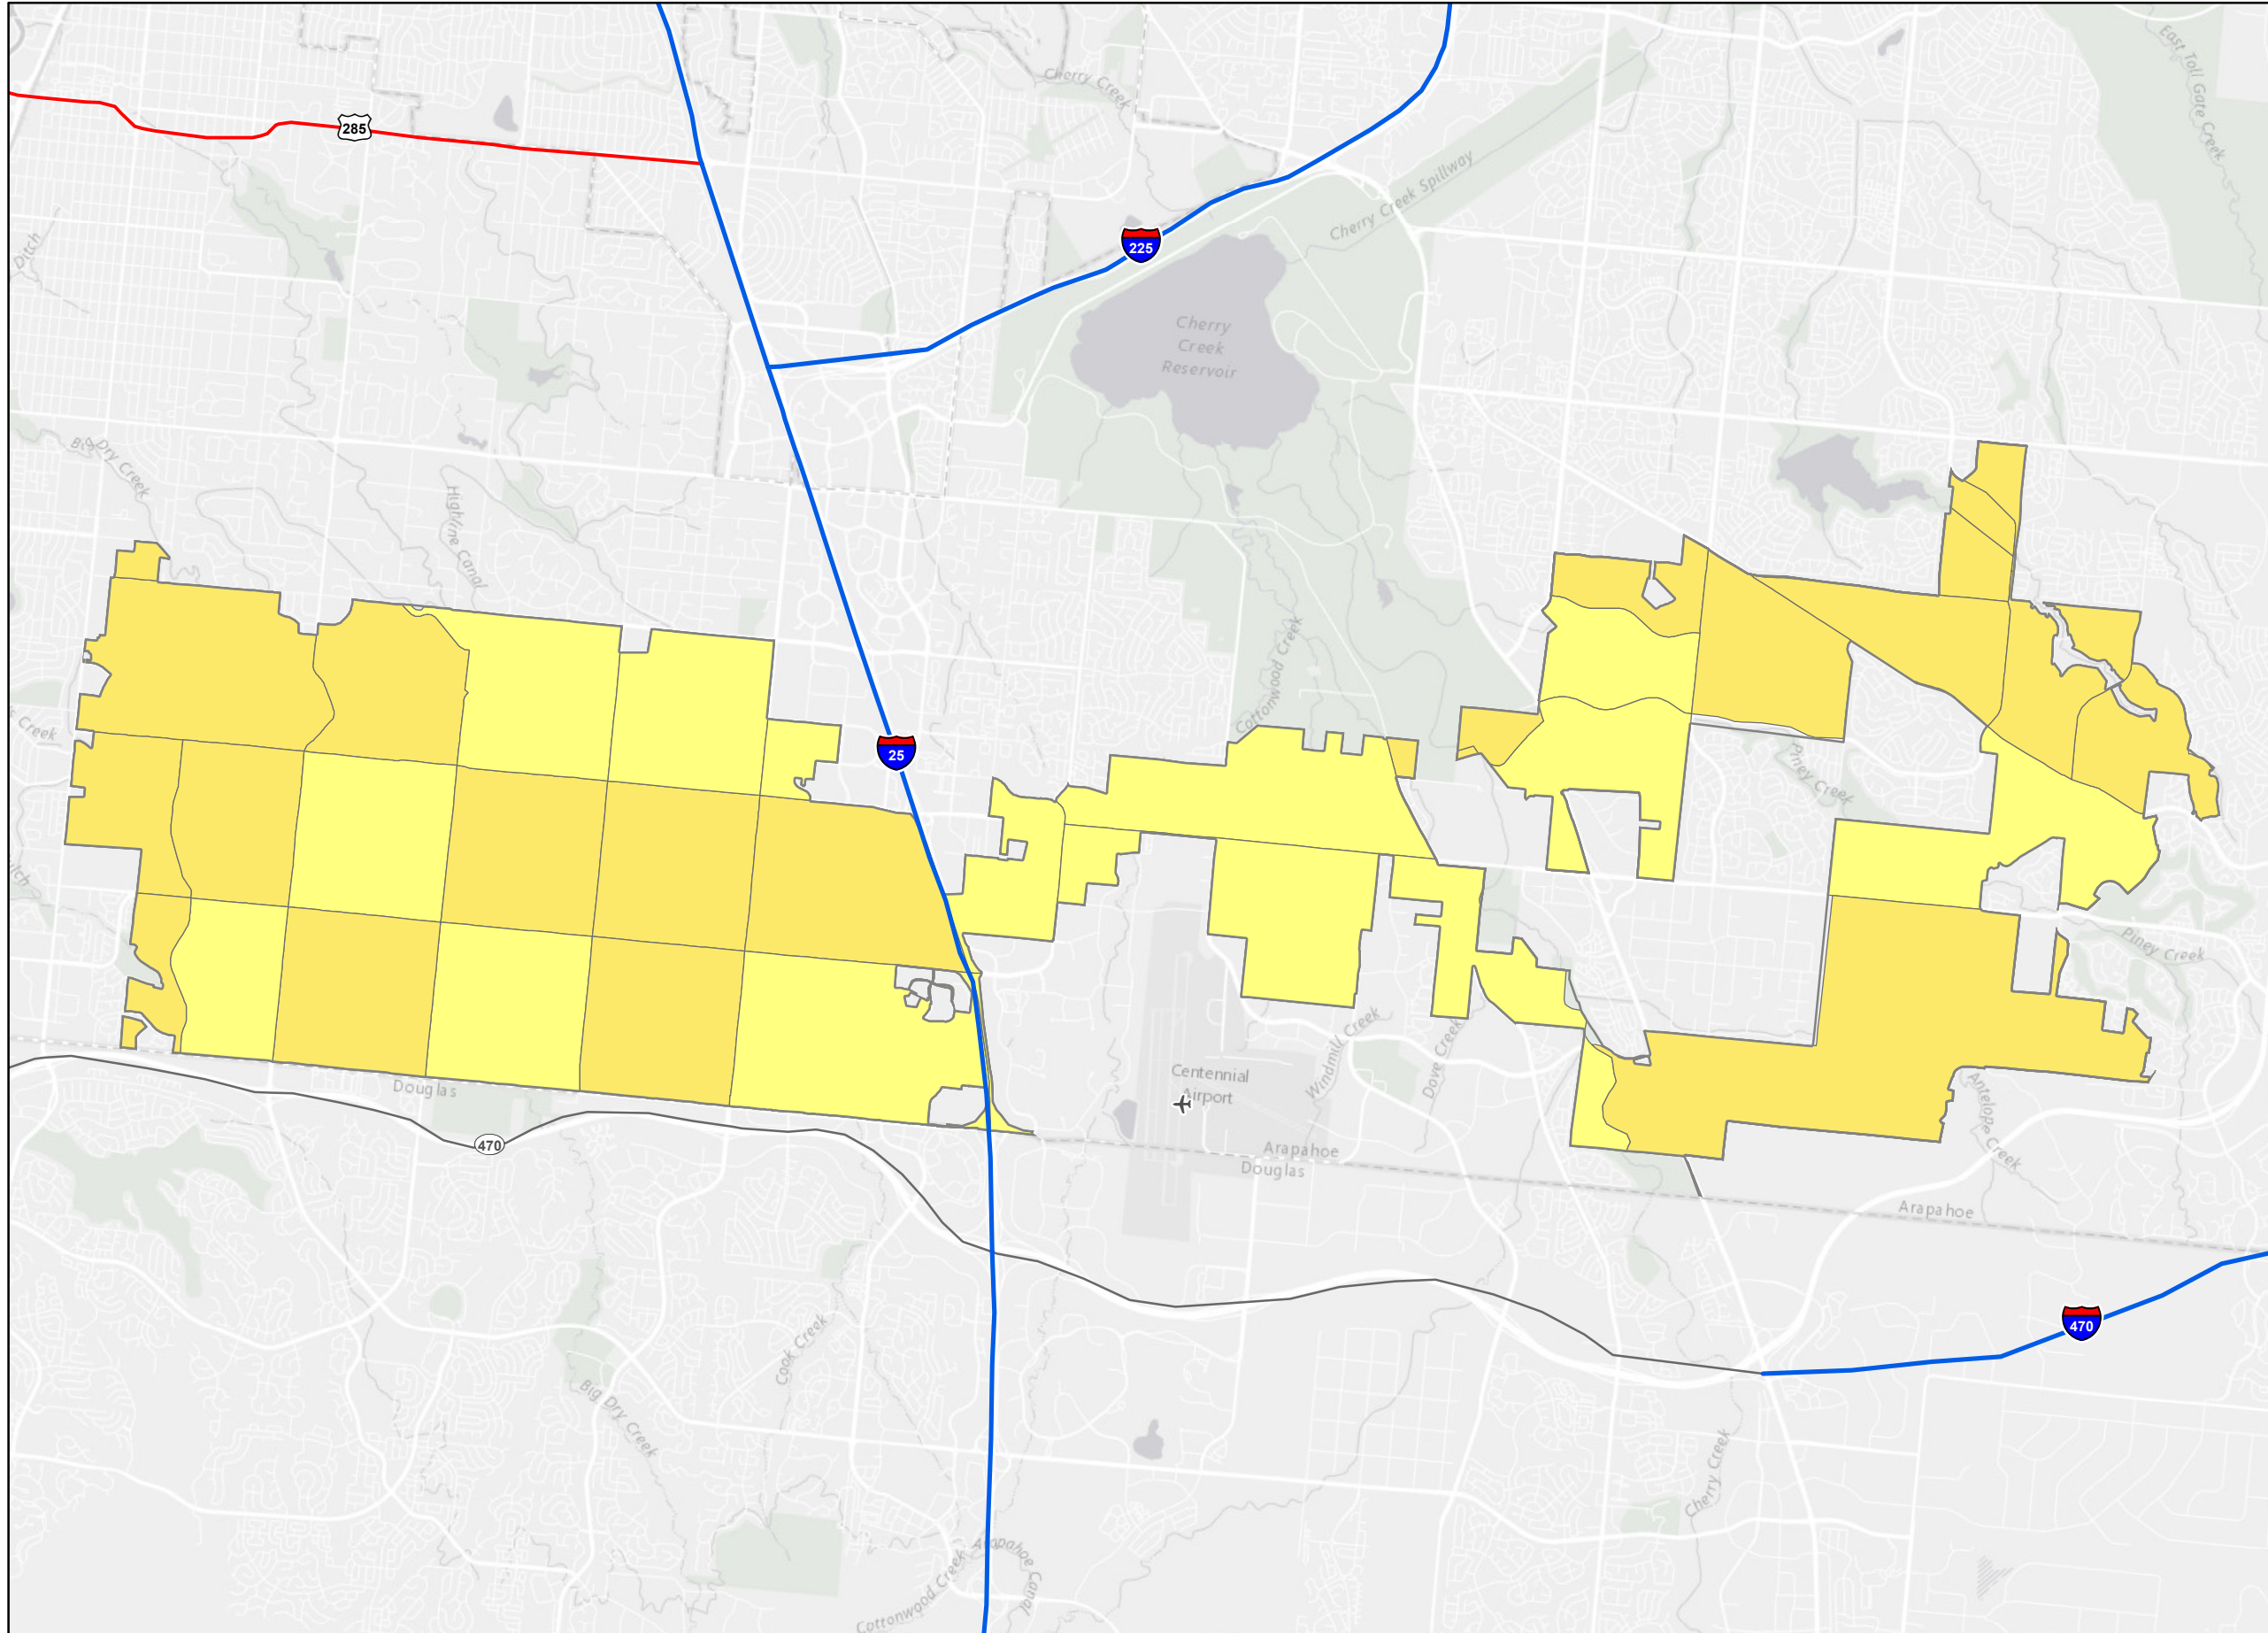 East Toll Gate Creek
Cherry Creek
285
Cherry Creek Spillway
225
Ditch
Cherry
Creek
Reservoir
Dry Creek
Highline Canal
Cottonwood Creek
Creek
25
Piney Creek
Piney Creek
Windmill Creek
Dove Creek
Centennial
Airport
Antelope Creek
Douglas
470
Arapahoe
Douglas
Arapahoe
470
Cook Creek
Big Dry Creek
Cherry Creek
Arapahoe Canal
Cottonwood Creek